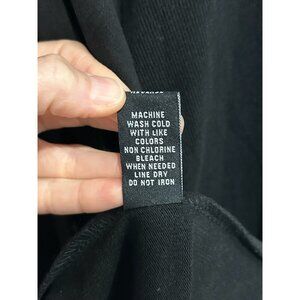 MACHINE
WASH COLD
WITH LIKE
COLORS
NON CHLORINE
BLEACH
WHEN NEEDED
LINE DRY
DO NOT IRON